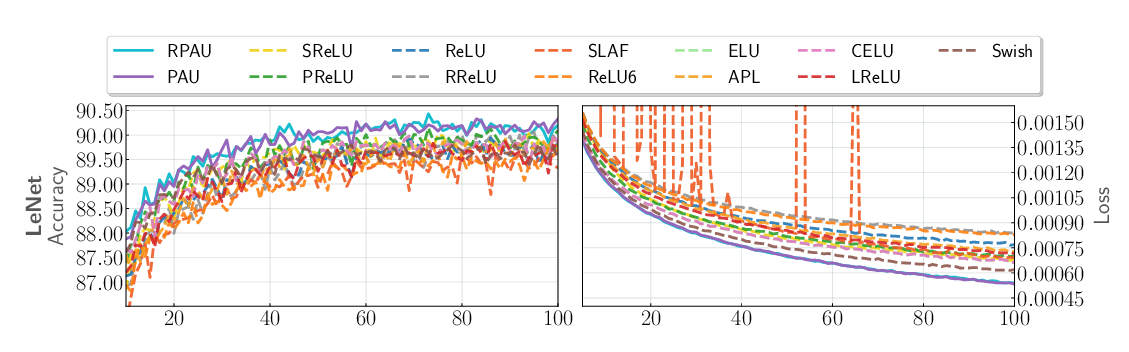 RPAU SReLU ReLU SLAF ELU CELU Swish
PAU PReLU RReLU ReLU6 APL LReLU
LeNet
Accuracy
90.50
90.00
89.50
89.00
88.50
88.00
87.50
87.00
20 40 60 80 100
0.00150
0.00135
0.00120
0.00105
0.00090
0.00075
0.00060
0.00045
Loss
20 40 60 80 100